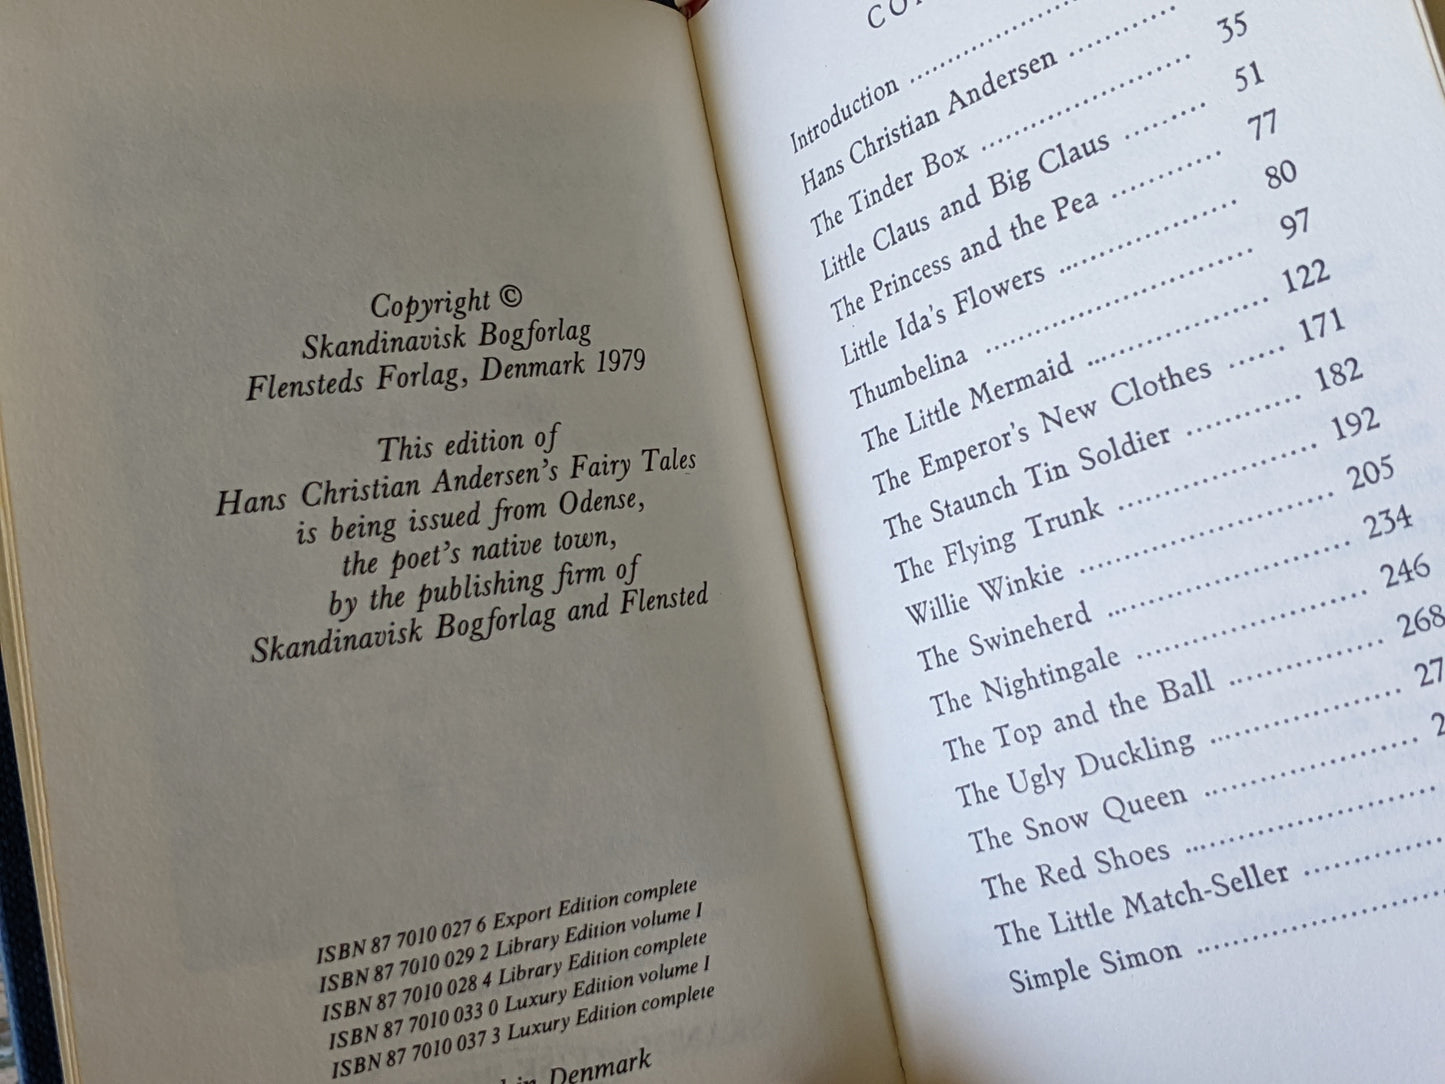 Copyright ©
Skandinavisk Bogforlag
Flensteds Forlag, Denmark 1979
This edition of
Hans Christian Andersen's Fairy Tales
is being issued from Odense,
the poet's native town,
by the publishing firm of
Skandinavisk Bogforlag and Flensted
ISBN 87 7010 027 6 Export Edition complete
ISBN 87 7010 029 2 Library Edition volume I
ISBN 87 7010 028 4 Library Edition complete
ISBN 87 7010 033 0 Luxury Edition volume I
ISBN 87 7010 037 3 Luxury Edition complete
in Denmark
Introduction ..............
Hans Christian Andersen ............
The Tinder Box ........................ 35
Little Claus and Big Claus ......... 51
The Princess and the Pea ............ 77
Little Ida's Flowers .................... 80
Thumbelina ............................. 97
The Little Mermaid .................... 122
The Emperor's New Clothes ...... 171
The Staunch Tin Soldier ............ 182
The Flying Trunk ...................... 192
Willie Winkie ............................ 205
The Swineherd .......................... 234
The Nightingale ......................... 246
The Top and the Ball ................. 268
The Ugly Duckling .................... 27
The Snow Queen ....................... 2
The Red Shoes ..........................
The Little Match-Seller ..............
Simple Simon ...........................